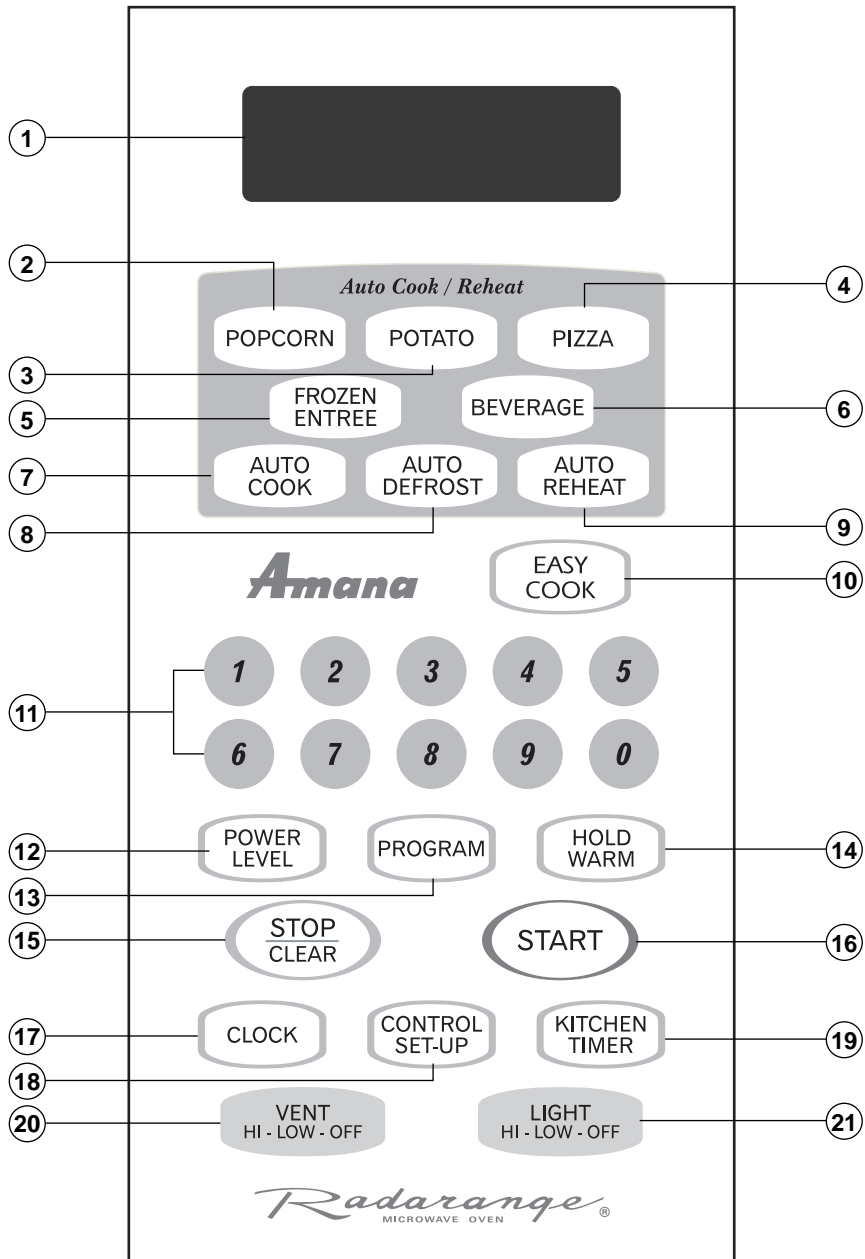 1
2
Auto Cook / Reheat
4
POPCORN
POTATO
PIZZA
3
5
FROZEN
ENTREE
BEVERAGE
6
7
AUTO
COOK
AUTO
DEFROST
AUTO
REHEAT
8
9
Amana
EASY
COOK
10
11
1 2 3 4 5
6 7 8 9 0
12
POWER
LEVEL
PROGRAM
HOLD
WARM
14
13
15
STOP
CLEAR
START
16
17
CLOCK
CONTROL
SET-UP
KITCHEN
TIMER
19
18
20
VENT
HI - LOW - OFF
LIGHT
HI - LOW - OFF
21
Radarange ®
MICROWAVE OVEN